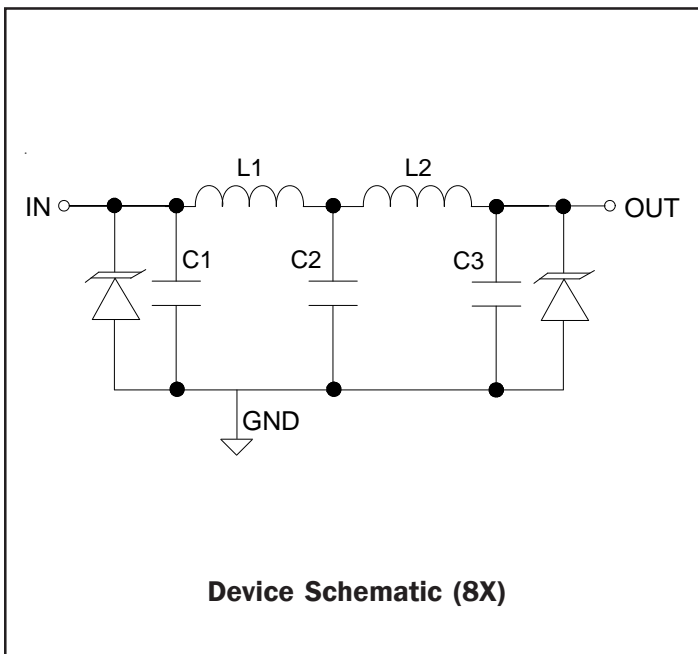 L1 L2
IN OUT
C1 C2 C3
GND
Device Schematic (8X)